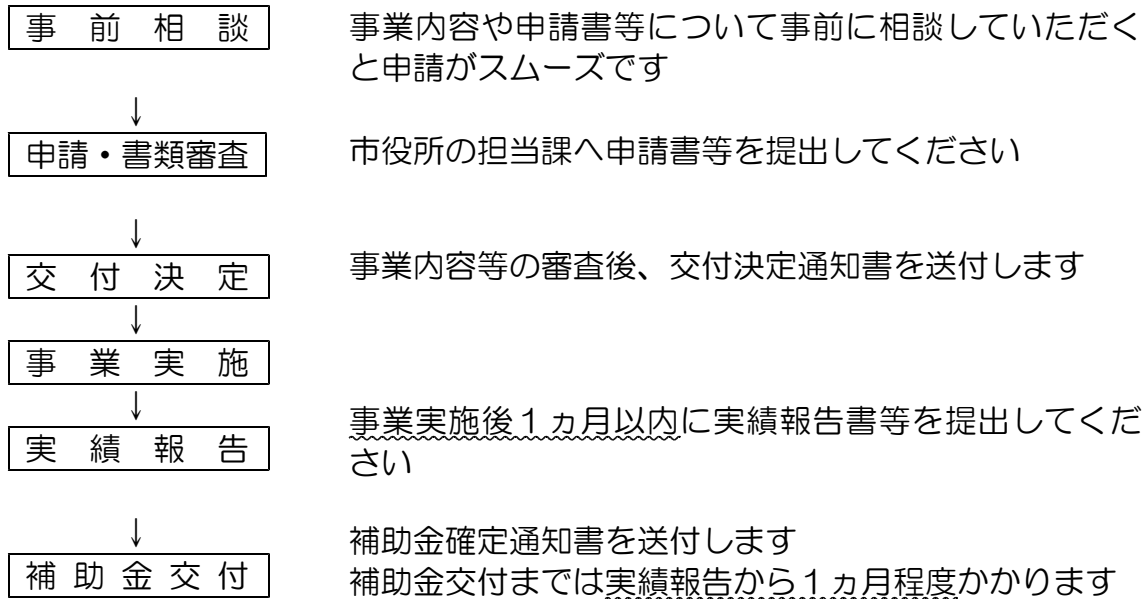 事前相談
事業内容や申請書等について事前に相談していただく
と申請がスムーズです
↓
申請・書類審査
市役所の担当課へ申請書等を提出してください
↓
交付決定
事業内容等の審査後、交付決定通知書を送付します
↓
事業実施
↓
実績報告
事業実施後１ヵ月以内に実績報告書等を提出してくだ
さい
↓
補助金交付
補助金確定通知書を送付します
補助金交付までは実績報告から１ヵ月程度かかります